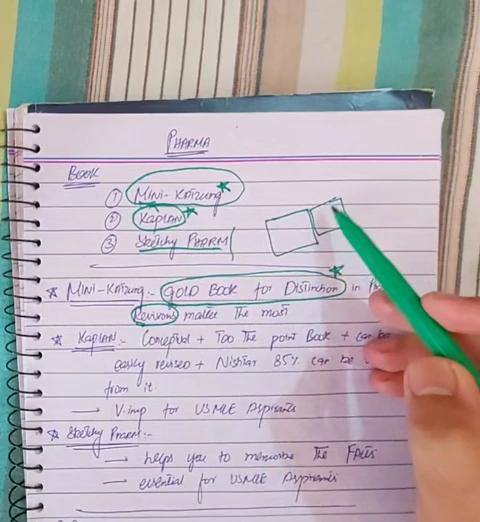 PHARMA
BOOK
① Mini-Katzung
② Kaplan
③ Sketchy PHARM
Mini-Katzung:- GOLD BOOK for Distinction in
Revisions matter the most
Kaplan:- Conceptual + Too The point Book + can be
easily revised + Nishtar 85% can be
from it.
→ V.imp for USMLE Aspirants
Sketchy Pharm:-
→ helps you to memorise The Facts
→ essential for USMLE Aspirants